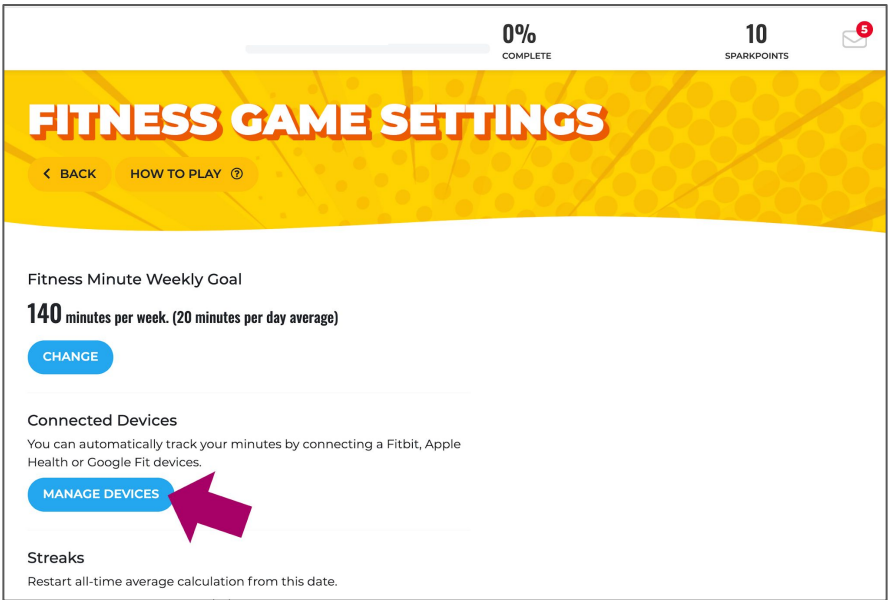 0%
COMPLETE
10
SPARKPOINTS
5
FITNESS GAME SETTINGS
BACK
HOW TO PLAY ?
Fitness Minute Weekly Goal
140 minutes per week. (20 minutes per day average)
CHANGE
Connected Devices
You can automatically track your minutes by connecting a Fitbit, Apple
Health or Google Fit devices.
MANAGE DEVICES
Streaks
Restart all-time average calculation from this date.